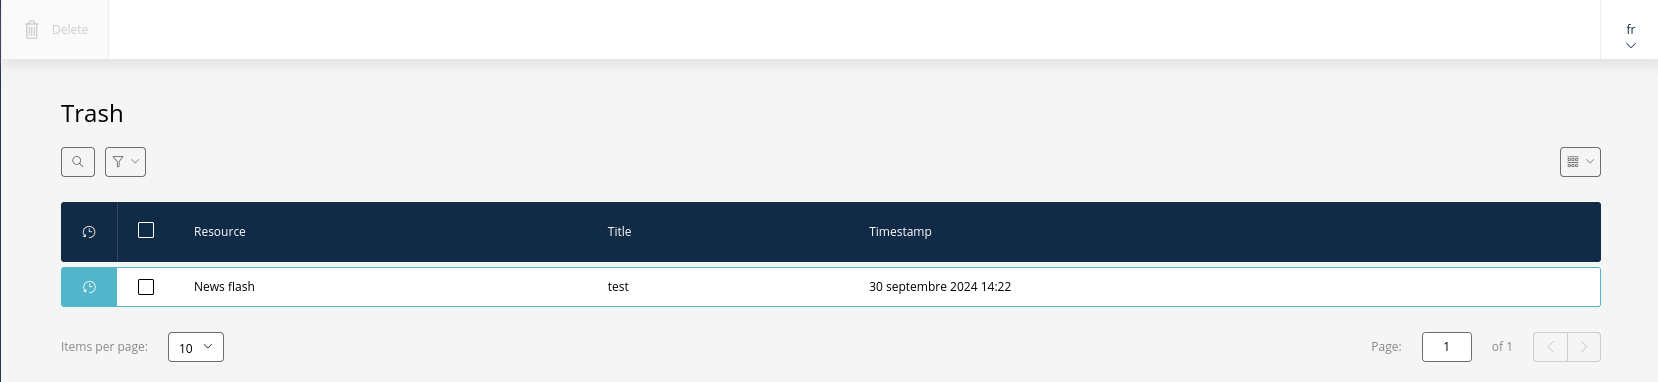 Delete
fr
Trash
Resource Title Timestamp
News flash test 30 septembre 2024 14:22
Items per page: 10 Page: 1 of 1